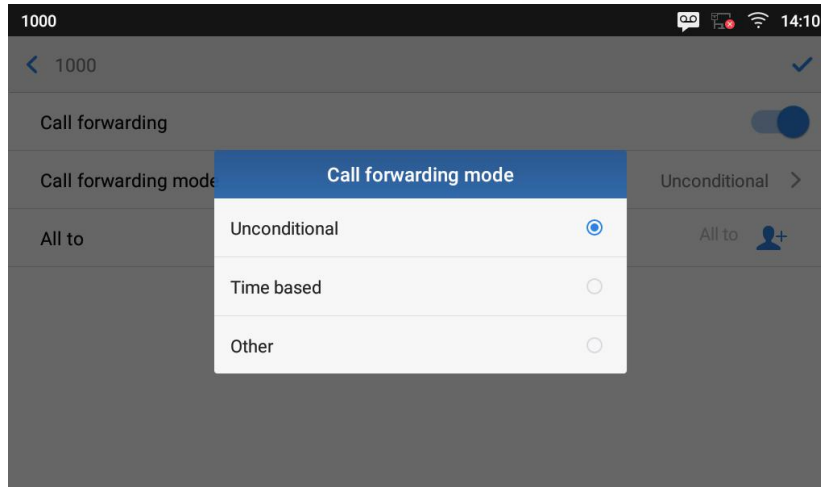 1000 14:10
1000
Call forwarding
Call forwarding mode Unconditional
All to All to
Call forwarding mode
Unconditional
Time based
Other